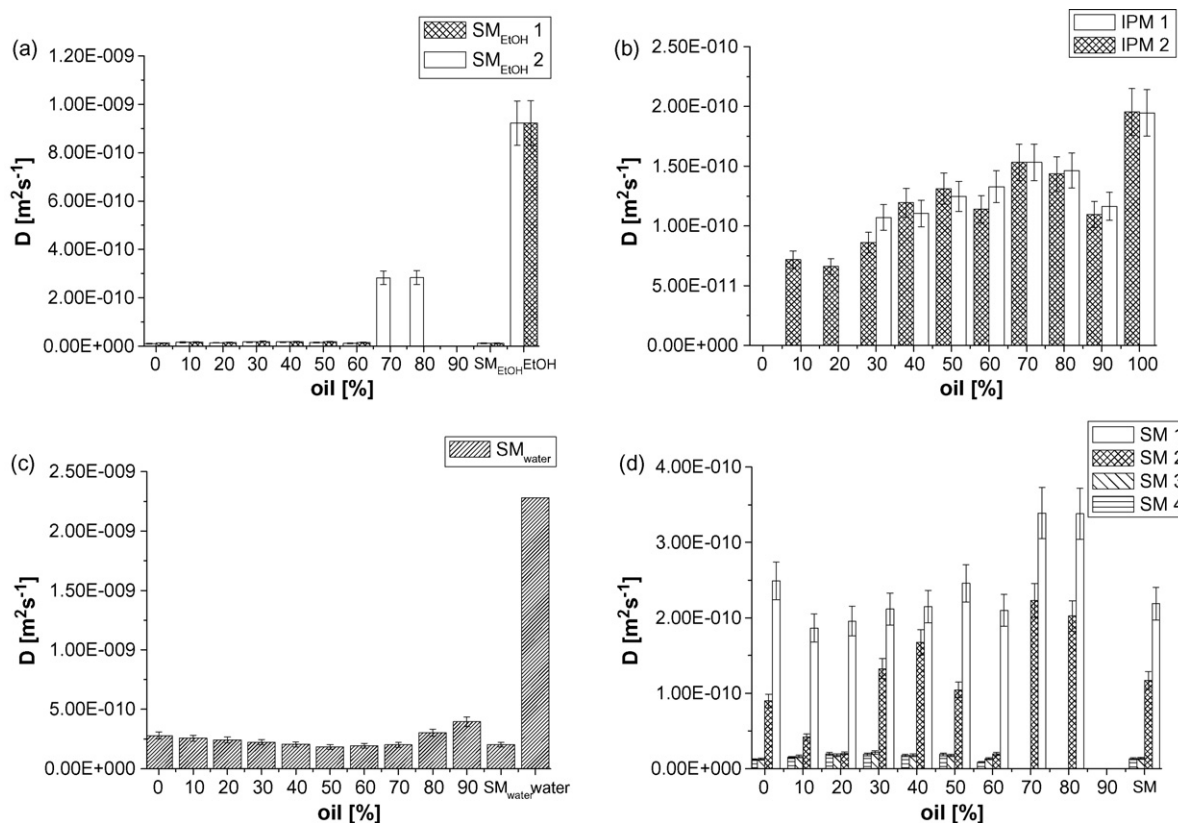 (a)
SM_EtOH 1
SM_EtOH 2
1.20E-009
1.00E-009
8.00E-010
6.00E-010
4.00E-010
2.00E-010
0.00E+000
D [m²s⁻¹]
0 10 20 30 40 50 60 70 80 90 SM_EtOH EtOH
oil [%]
(b)
IPM 1
IPM 2
2.50E-010
2.00E-010
1.50E-010
1.00E-010
5.00E-011
0.00E+000
D [m²s⁻¹]
0 10 20 30 40 50 60 70 80 90 100
oil [%]
(c)
SM_water
2.50E-009
2.00E-009
1.50E-009
1.00E-009
5.00E-010
0.00E+000
D [m²s⁻¹]
0 10 20 30 40 50 60 70 80 90 SM_water water
oil [%]
(d)
SM 1
SM 2
SM 3
SM 4
4.00E-010
3.00E-010
2.00E-010
1.00E-010
0.00E+000
D [m²s⁻¹]
0 10 20 30 40 50 60 70 80 90 SM
oil [%]